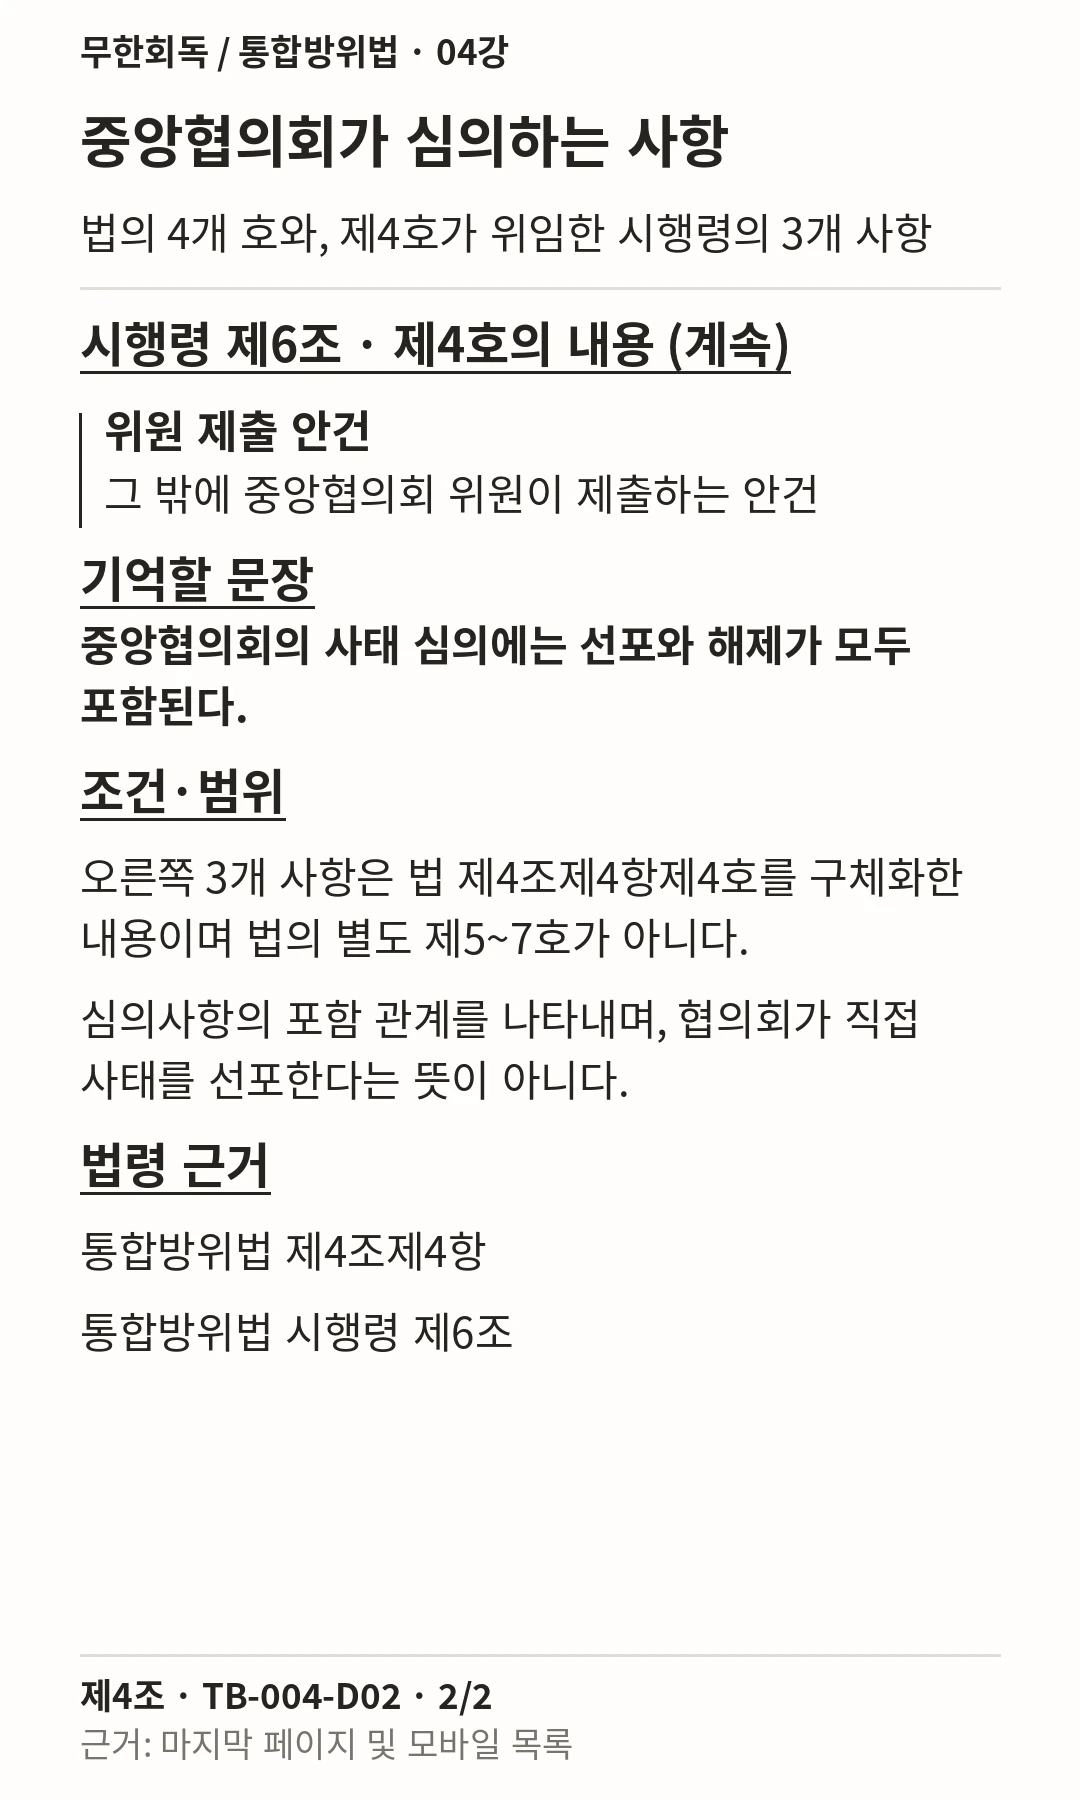 무한회독 / 통합방위법 · 04강
중앙협의회가 심의하는 사항
법의 4개 호와, 제4호가 위임한 시행령의 3개 사항
시행령 제6조 · 제4호의 내용 (계속)
위원 제출 안건
그 밖에 중앙협의회 위원이 제출하는 안건
기억할 문장
중앙협의회의 사태 심의에는 선포와 해제가 모두
포함된다.
조건·범위
오른쪽 3개 사항은 법 제4조제4항제4호를 구체화한
내용이며 법의 별도 제5~7호가 아니다.
심의사항의 포함 관계를 나타내며, 협의회가 직접
사태를 선포한다는 뜻이 아니다.
법령 근거
통합방위법 제4조제4항
통합방위법 시행령 제6조
제4조 · TB-004-D02 · 2/2
근거: 마지막 페이지 및 모바일 목록